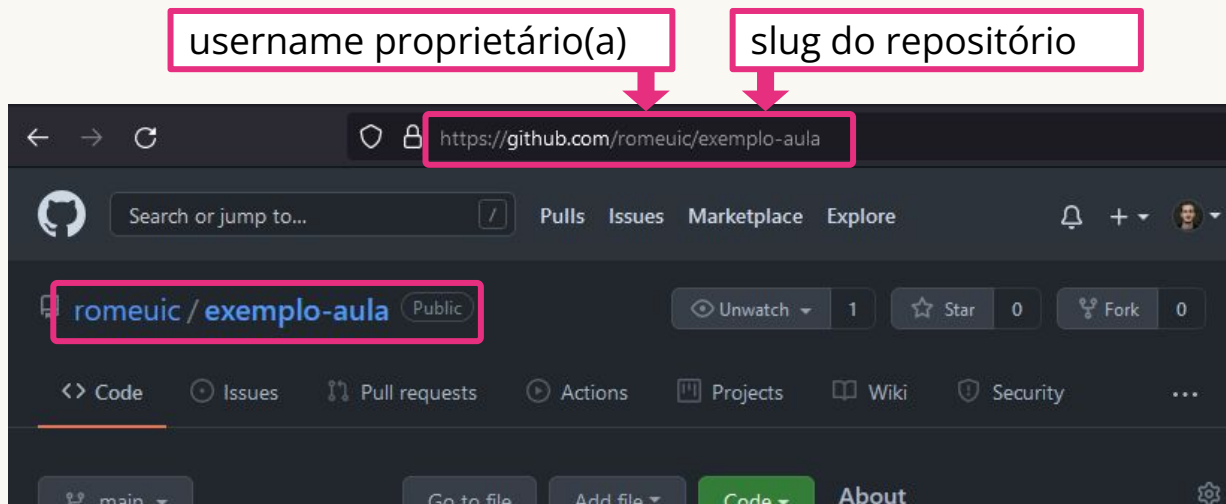 username proprietário(a) slug do repositório
https://github.com/romeuic/exemplo-aula
Search or jump to... / Pulls Issues Marketplace Explore
romeuic / exemplo-aula Public Unwatch 1 Star 0 Fork 0
<> Code Issues Pull requests Actions Projects Wiki Security ...
main Go to file Add file Code About